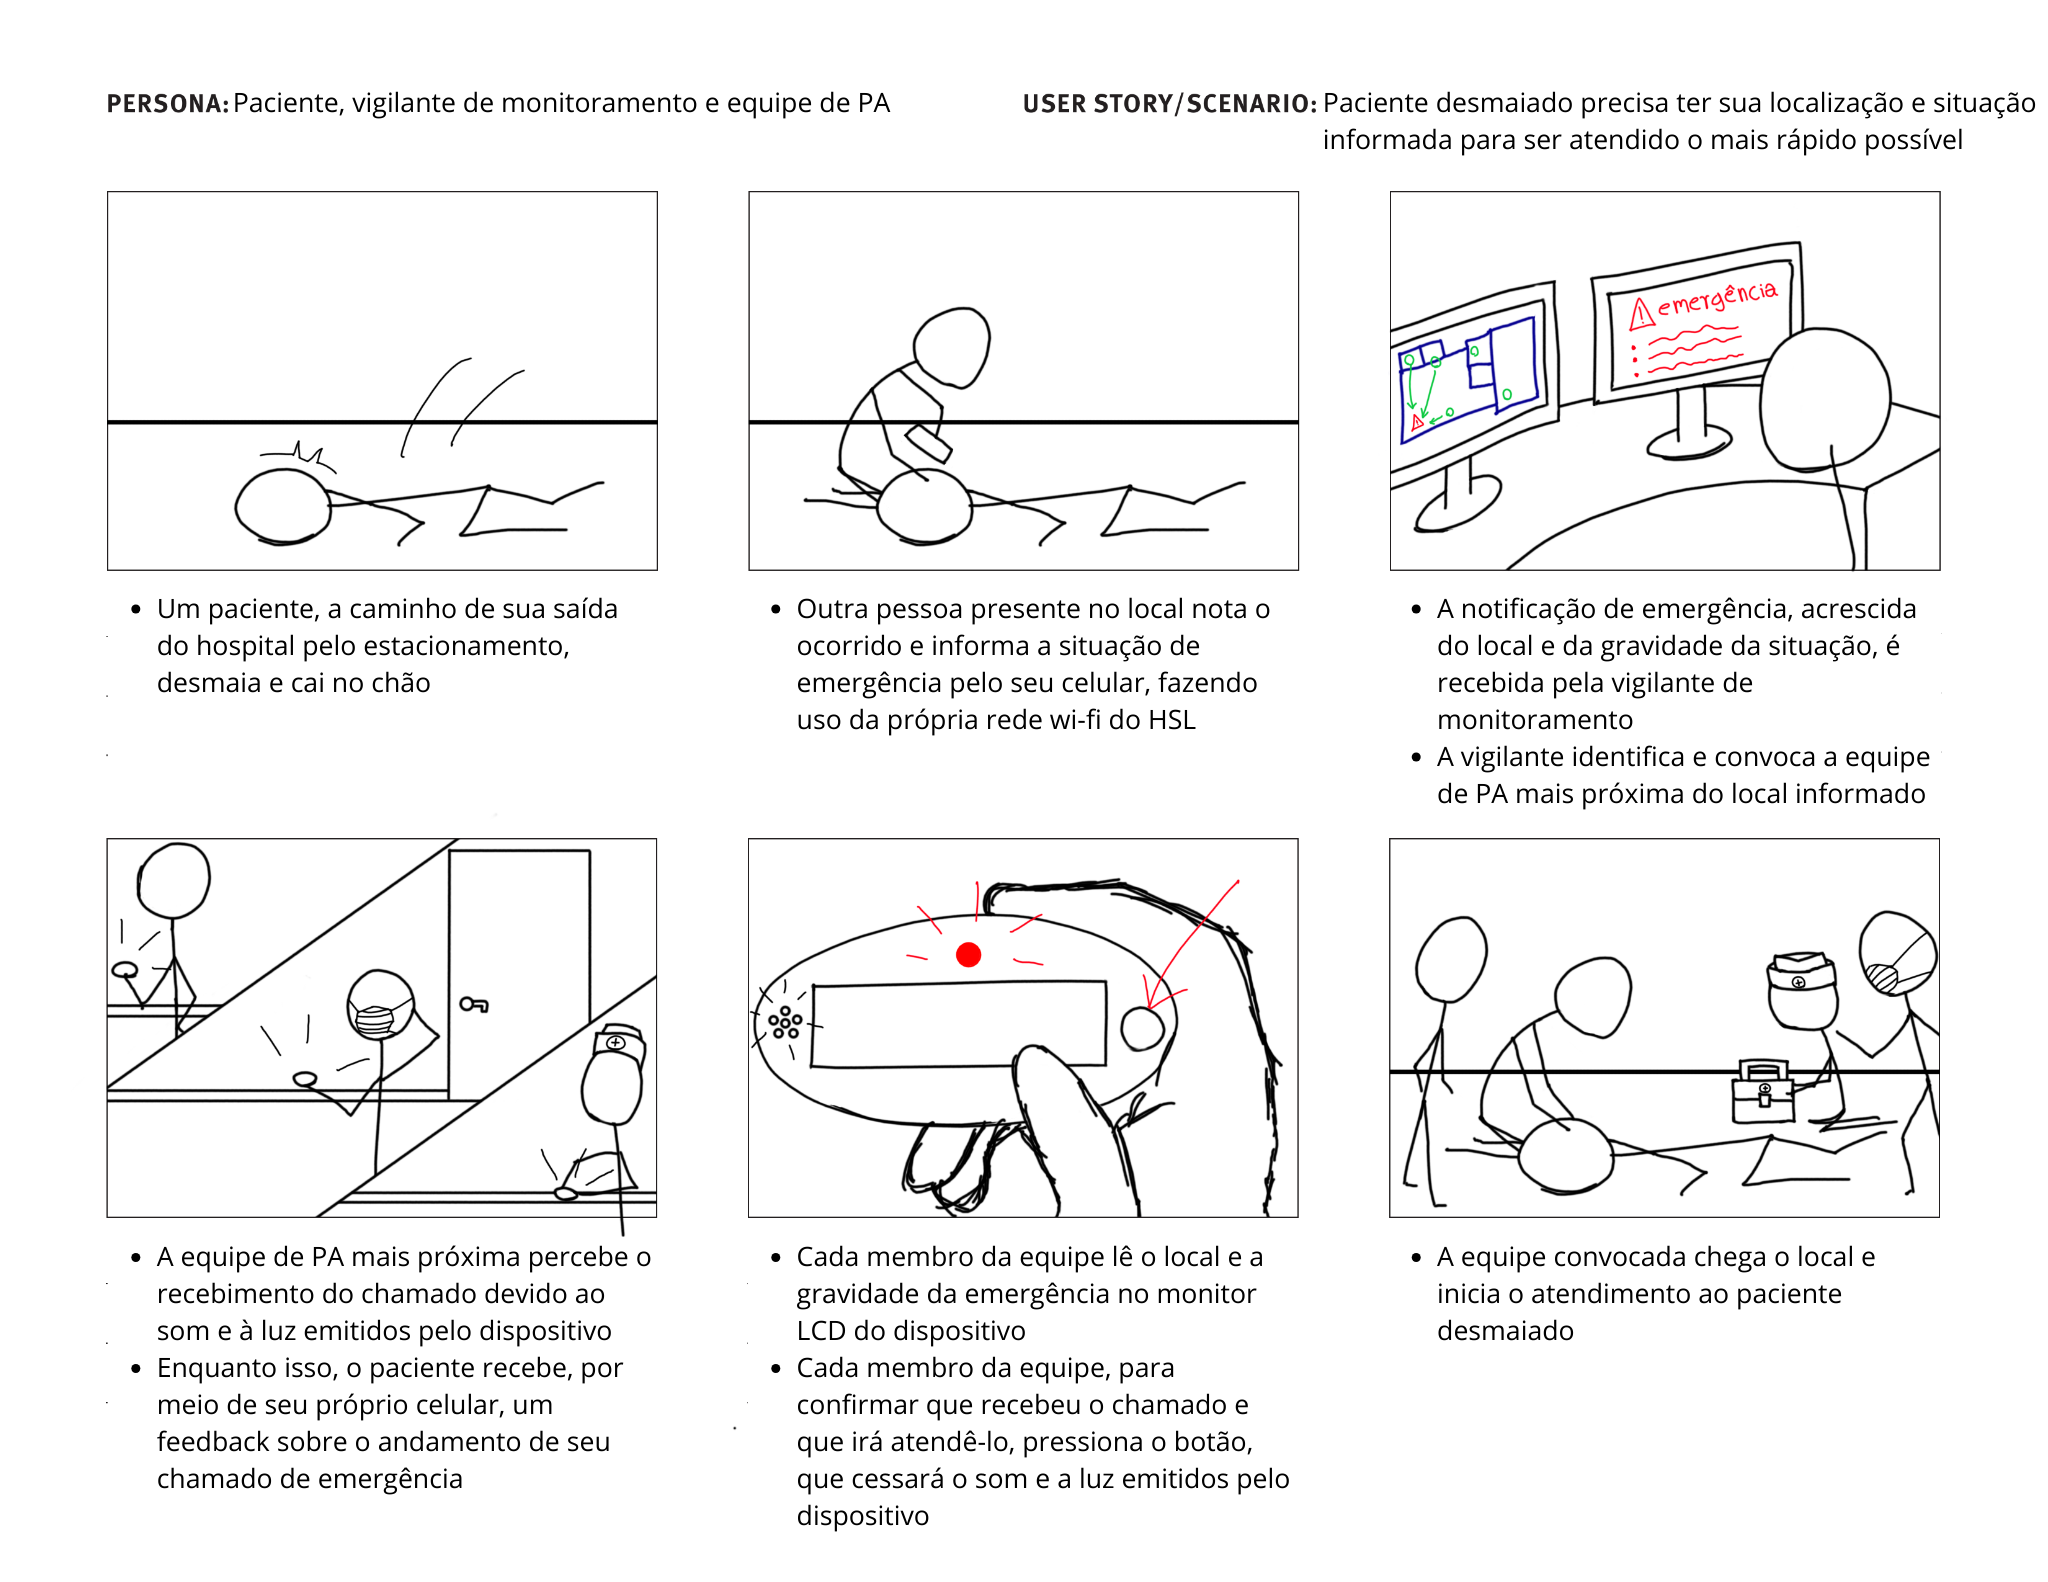 PERSONA: Paciente, vigilante de monitoramento e equipe de PA
USER STORY/SCENARIO: Paciente desmaiado precisa ter sua localização e situação
informada para ser atendido o mais rápido possível
emergência
• Um paciente, a caminho de sua saída
do hospital pelo estacionamento,
desmaia e cai no chão
• Outra pessoa presente no local nota o
ocorrido e informa a situação de
emergência pelo seu celular, fazendo
uso da própria rede wi-fi do HSL
• A notificação de emergência, acrescida
do local e da gravidade da situação, é
recebida pela vigilante de
monitoramento
• A vigilante identifica e convoca a equipe
de PA mais próxima do local informado
• A equipe de PA mais próxima percebe o
recebimento do chamado devido ao
som e à luz emitidos pelo dispositivo
• Enquanto isso, o paciente recebe, por
meio de seu próprio celular, um
feedback sobre o andamento de seu
chamado de emergência
• Cada membro da equipe lê o local e a
gravidade da emergência no monitor
LCD do dispositivo
• Cada membro da equipe, para
confirmar que recebeu o chamado e
que irá atendê-lo, pressiona o botão,
que cessará o som e a luz emitidos pelo
dispositivo
• A equipe convocada chega o local e
inicia o atendimento ao paciente
desmaiado